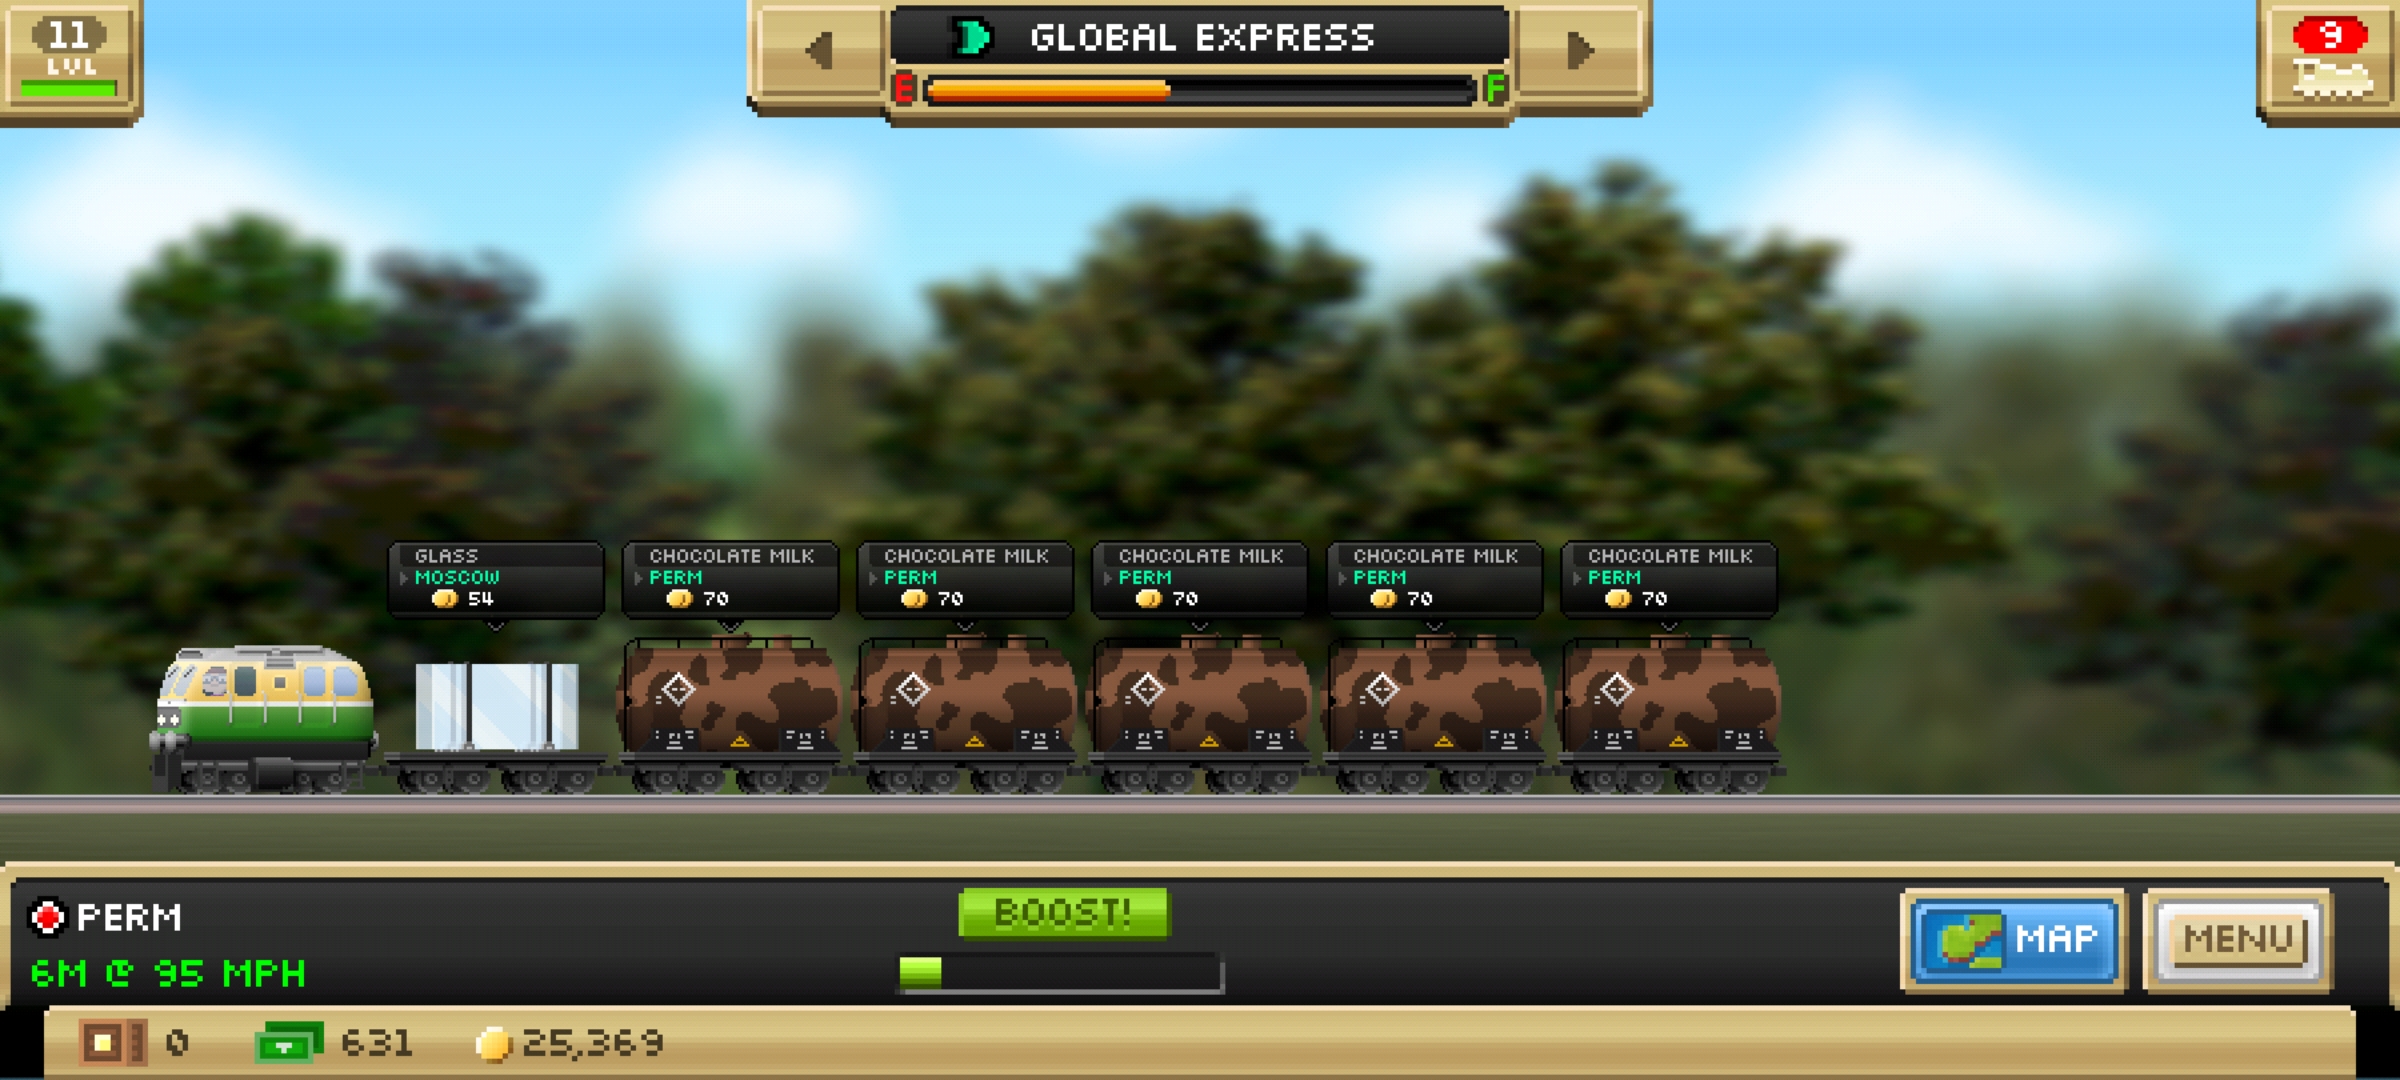 11
LVL
GLOBAL EXPRESS
E F
9
GLASS
MOSCOW
54
CHOCOLATE MILK
PERM
70
CHOCOLATE MILK
PERM
70
CHOCOLATE MILK
PERM
70
CHOCOLATE MILK
PERM
70
CHOCOLATE MILK
PERM
70
PERM
6M @ 95 MPH
BOOST!
MAP
MENU
0
631
25,369